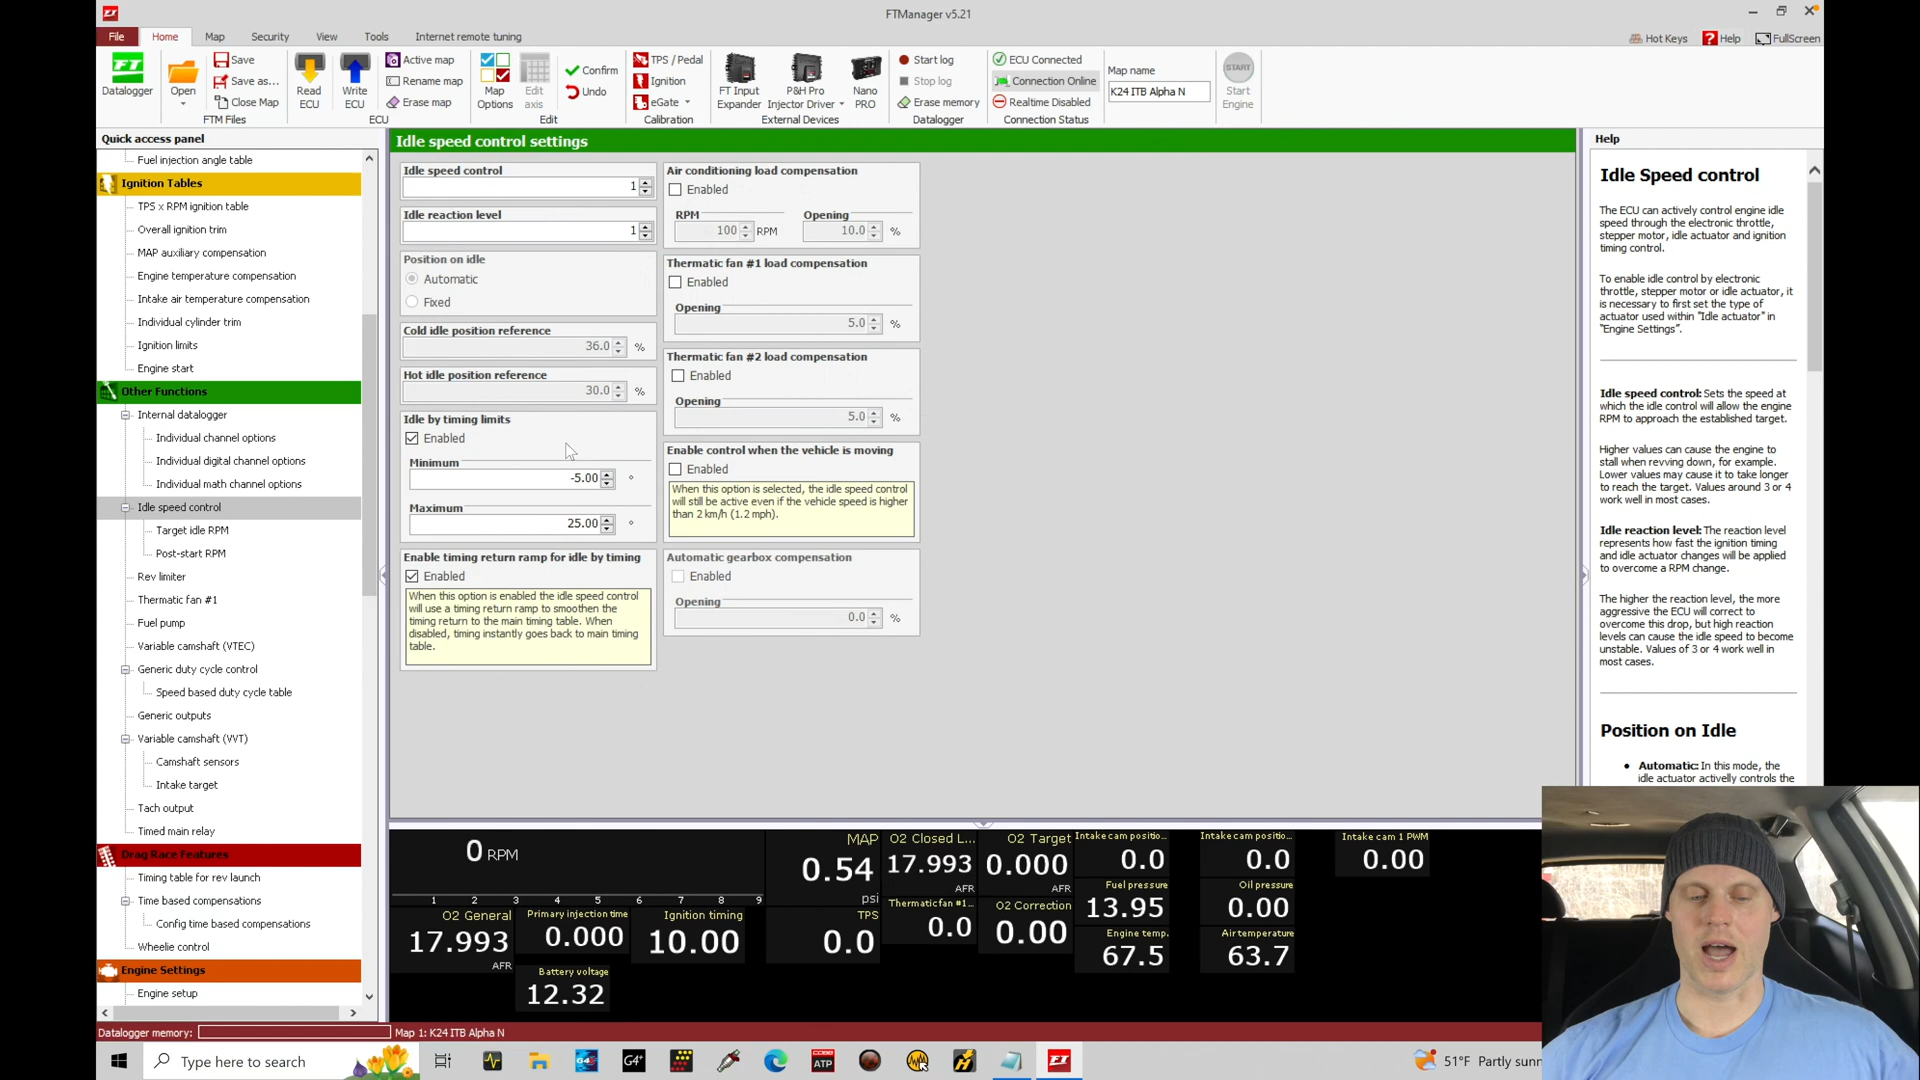 FTManager v5.21
File
Home
Map
Security
View
Tools
Internet remote tuning
Hot Keys
Help
FullScreen
FT
Datalogger
Open
Save
Save as...
Close Map
FTM Files
Read ECU
Write ECU
Active map
Rename map
Erase map
ECU
Map Options
Edit axis
Confirm
Undo
Edit
TPS / Pedal
Ignition
eGate
Calibration
FT Input Expander
P&H Pro Injector Driver
Nano PRO
External Devices
Start log
Stop log
Erase memory
Datalogger
ECU Connected
Connection Online
Realtime Disabled
Connection Status
Map name
K24 ITB Alpha N
START
Start Engine
Quick access panel
Fuel injection angle table
Ignition Tables
TPS x RPM ignition table
Overall ignition trim
MAP auxiliary compensation
Engine temperature compensation
Intake air temperature compensation
Individual cylinder trim
Ignition limits
Engine start
Other Functions
Internal datalogger
Individual channel options
Individual digital channel options
Individual math channel options
Idle speed control
Target idle RPM
Post-start RPM
Rev limiter
Thermatic fan #1
Fuel pump
Variable camshaft (VTEC)
Generic duty cycle control
Speed based duty cycle table
Generic outputs
Variable camshaft (VVT)
Camshaft sensors
Intake target
Tach output
Timed main relay
Drag Race Features
Timing table for rev launch
Time based compensations
Config time based compensations
Wheelie control
Engine Settings
Engine setup
Idle speed control settings
Idle speed control
1
Idle reaction level
1
Position on idle
Automatic
Fixed
Cold idle position reference
36.0 %
Hot idle position reference
30.0 %
Idle by timing limits
Enabled
Minimum
-5.00 °
Maximum
25.00 °
Enable timing return ramp for idle by timing
Enabled
When this option is enabled the idle speed control
will use a timing return ramp to smoothen the
timing return to the main timing table. When
disabled, timing instantly goes back to main timing
table.
Air conditioning load compensation
Enabled
RPM
100 RPM
Opening
10.0 %
Thermatic fan #1 load compensation
Enabled
Opening
5.0 %
Thermatic fan #2 load compensation
Enabled
Opening
5.0 %
Enable control when the vehicle is moving
Enabled
When this option is selected, the idle speed control
will still be active even if the vehicle speed is higher
than 2 km/h (1.2 mph).
Automatic gearbox compensation
Enabled
Opening
0.0 %
Help
Idle Speed control
The ECU can actively control engine idle
speed through the electronic throttle,
stepper motor, idle actuator and ignition
timing control.
To enable idle control by electronic
throttle, stepper motor or idle actuator, it
is necessary to first set the type of
actuator used within "Idle actuator" in
"Engine Settings".
Idle speed control: Sets the speed at
which the idle control will allow the engine
RPM to approach the established target.
Higher values can cause the engine to
stall when revving down, for example.
Lower values may cause it to take longer
to reach the target. Values around 3 or 4
work well in most cases.
Idle reaction level: The reaction level
represents how fast the ignition timing
and idle actuator changes will be applied
to overcome a RPM change.
The higher the reaction level, the more
aggressive the ECU will correct to
overcome this drop, but high reaction
levels can cause the idle speed to become
unstable. Values of 3 or 4 work well in
most cases.
Position on Idle
• Automatic: In this mode, the
idle actuator activelly controls the
0 RPM
1 2 3 4 5 6 7 8 9
O2 General
17.993
AFR
Primary injection time
0.000
Ignition timing
10.00
Battery voltage
12.32
MAP
0.54
psi
TPS
0.0
O2 Closed L...
17.993
AFR
Thermatic fan #1...
0.0
O2 Target
0.000
AFR
O2 Correction
0.00
Intake cam positio...
0.0
Fuel pressure
13.95
Engine temp.
67.5
Intake cam positio...
0.0
Oil pressure
0.00
Air temperature
63.7
Intake cam 1 PWM
0.00
Datalogger memory:
Map 1: K24 ITB Alpha N
Type here to search
G4+
COBB ATP
FT
51°F Partly sunn